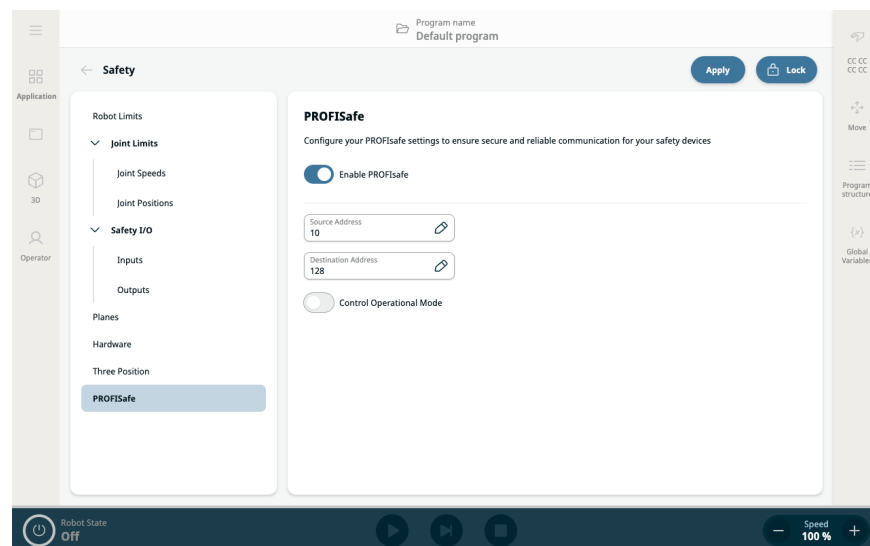 Program name
Default program
Safety
Apply
Lock
CC CC
CC CC
Application
Move
3D
Program
structure
Operator
Global
Variables
Robot Limits
Joint Limits
Joint Speeds
Joint Positions
Safety I/O
Inputs
Outputs
Planes
Hardware
Three Position
PROFISafe
PROFISafe
Configure your PROFIsafe settings to ensure secure and reliable communication for your safety devices
Enable PROFIsafe
Source Address
10
Destination Address
128
Control Operational Mode
Robot State
Off
Speed
100 %